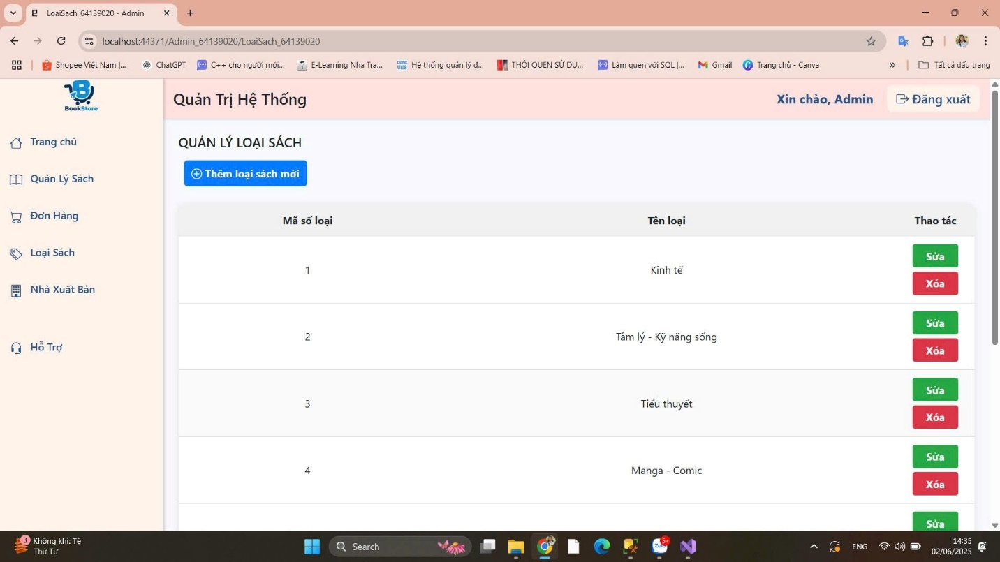 LoaiSach_64139020 - Admin
localhost:44371/Admin_64139020/LoaiSach_64139020
Shopee Việt Nam |... ChatGPT C++ cho người mới... E-Learning Nha Tra... Hệ thống quản lý đ... THÓI QUEN SỬ DỤ... Làm quen với SQL |... Gmail Trang chủ - Canva » Tất cả dấu trang
BookStore
Quản Trị Hệ Thống
Xin chào, Admin
Đăng xuất
Trang chủ
Quản Lý Sách
Đơn Hàng
Loại Sách
Nhà Xuất Bản
Hỗ Trợ
QUẢN LÝ LOẠI SÁCH
Thêm loại sách mới
Mã số loại Tên loại Thao tác
1 Kinh tế Sửa
Xóa
2 Tâm lý - Kỹ năng sống Sửa
Xóa
3 Tiểu thuyết Sửa
Xóa
4 Manga - Comic Sửa
Xóa
Sửa
3 Không khí: Tệ
Thứ Tư
Search
Zalo 5+
ENG
14:35
02/06/2025